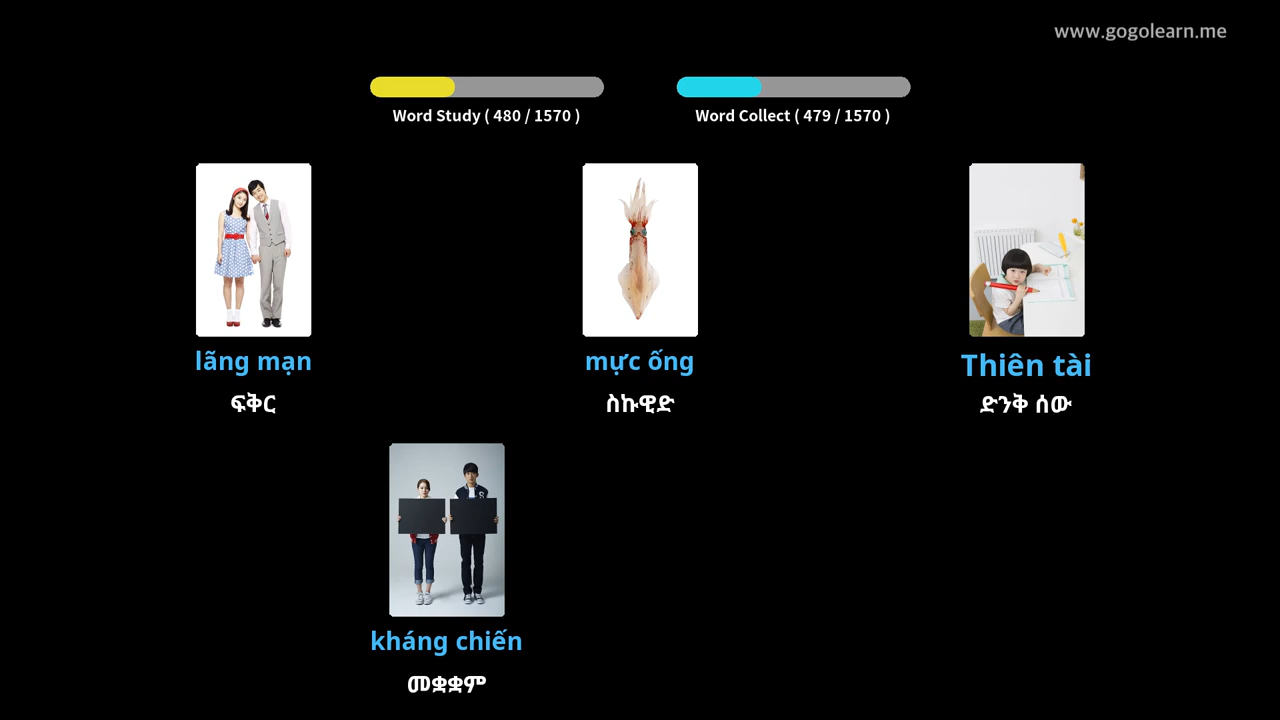 www.gogolearn.me
Word Study ( 480 / 1570 )
Word Collect ( 479 / 1570 )
lãng mạn
ፍቅር
mực ống
ስኩዊድ
Thiên tài
ድንቅ ሰው
kháng chiến
መቋቋም